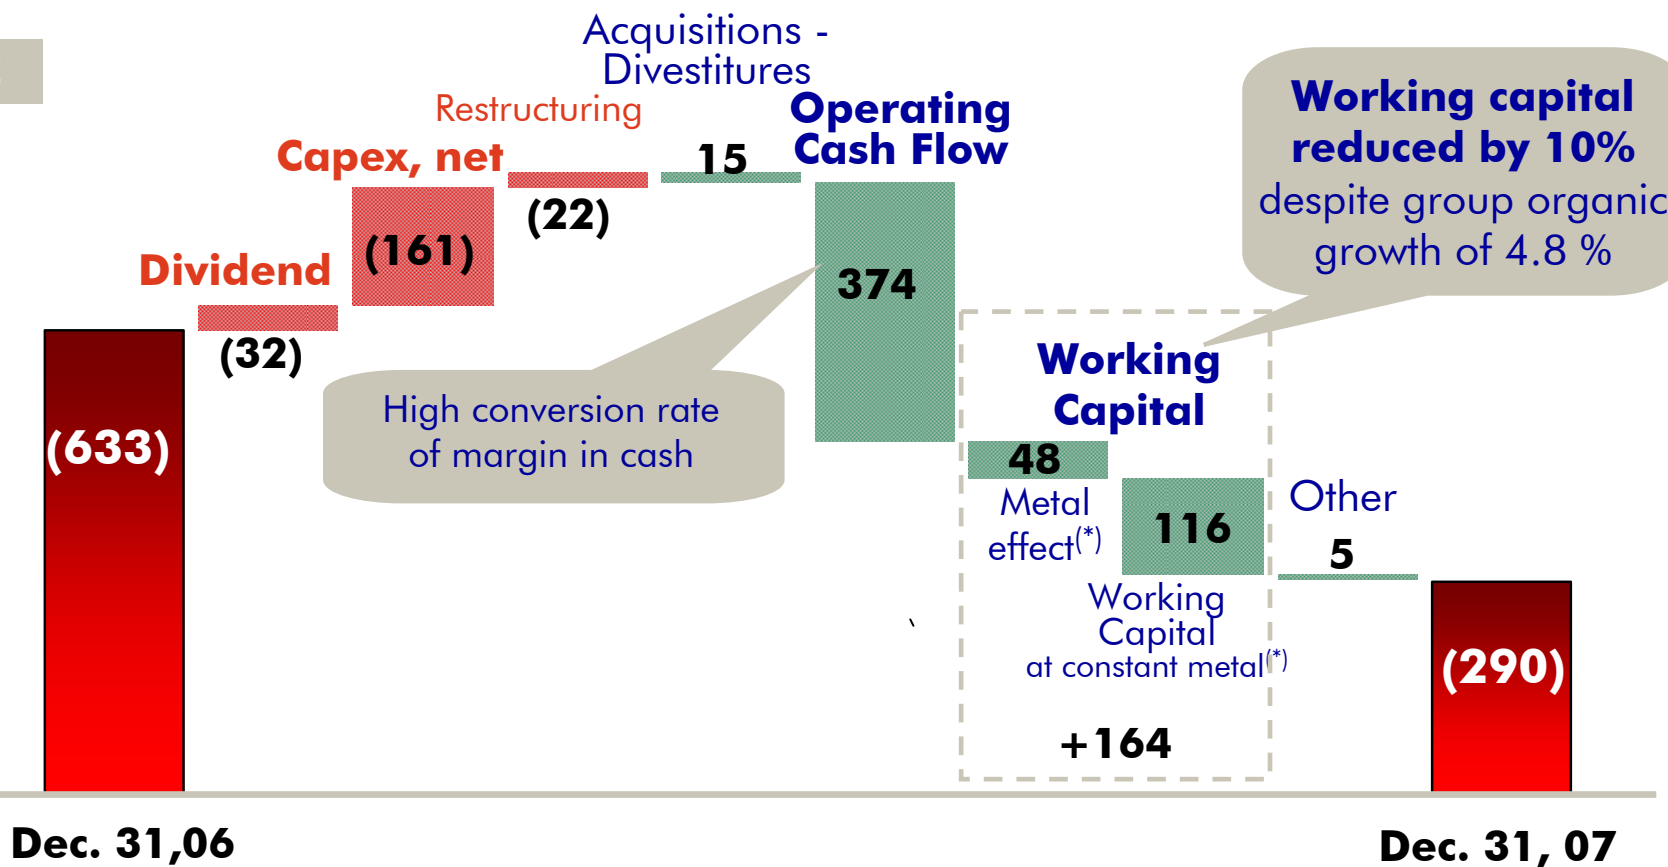 Acquisitions -
Divestitures
Restructuring
15
Operating
Cash Flow
Capex, net
(22)
(161)
Dividend
(32)
(633)
374
High conversion rate
of margin in cash
Working capital
reduced by 10%
despite group organic
growth of 4.8 %
Working
Capital
48
Metal
effect(*)
116
Working
Capital
at constant metal(*)
+164
Other
5
(290)
Dec. 31,06
Dec. 31, 07